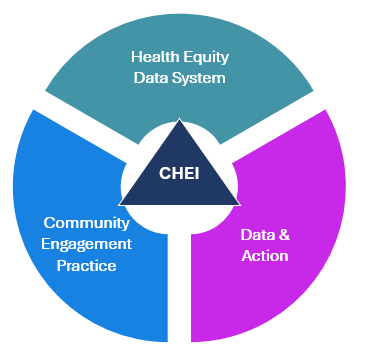 Health Equity
Data System
CHEI
Community
Engagement
Practice
Data &
Action